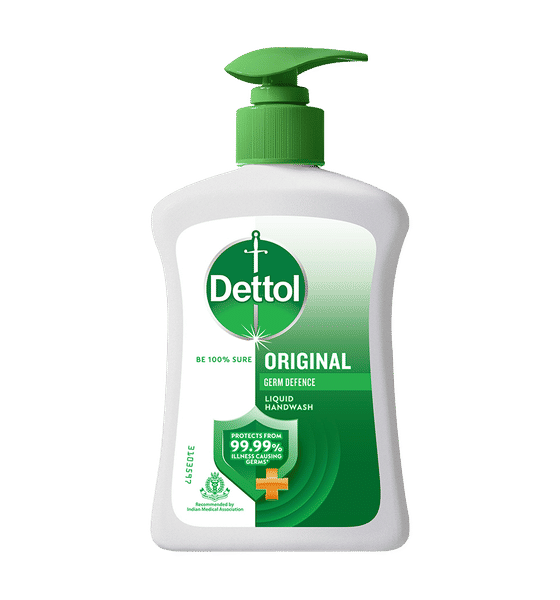 Dettol
BE 100% SURE
ORIGINAL
GERM DEFENCE
LIQUID
HANDWASH
PROTECTS FROM
99.99%
ILLNESS CAUSING
GERMS*
3103597
Recommended by
Indian Medical Association